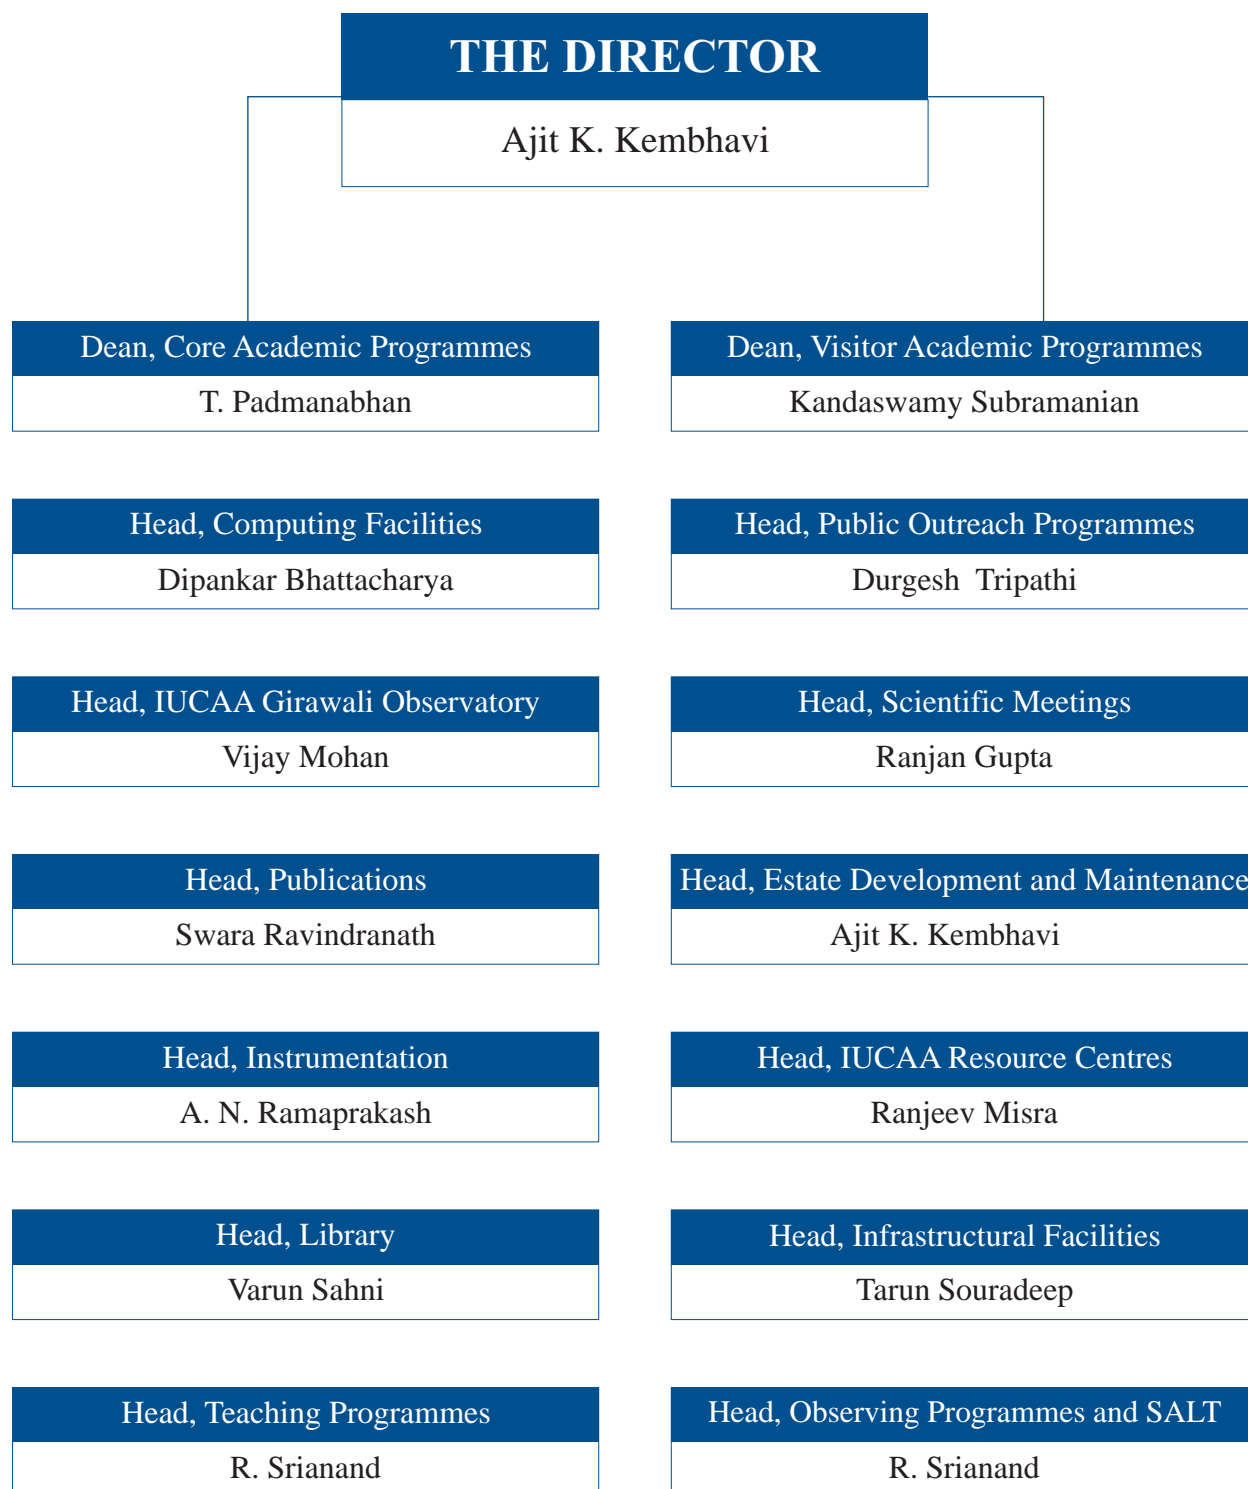 THE DIRECTOR
Ajit K. Kembhavi
Dean, Core Academic Programmes
T. Padmanabhan
Dean, Visitor Academic Programmes
Kandaswamy Subramanian
Head, Computing Facilities
Dipankar Bhattacharya
Head, Public Outreach Programmes
Durgesh Tripathi
Head, IUCAA Girawali Observatory
Vijay Mohan
Head, Scientific Meetings
Ranjan Gupta
Head, Publications
Swara Ravindranath
Head, Estate Development and Maintenance
Ajit K. Kembhavi
Head, Instrumentation
A. N. Ramaprakash
Head, IUCAA Resource Centres
Ranjeev Misra
Head, Library
Varun Sahni
Head, Infrastructural Facilities
Tarun Souradeep
Head, Teaching Programmes
R. Srianand
Head, Observing Programmes and SALT
R. Srianand